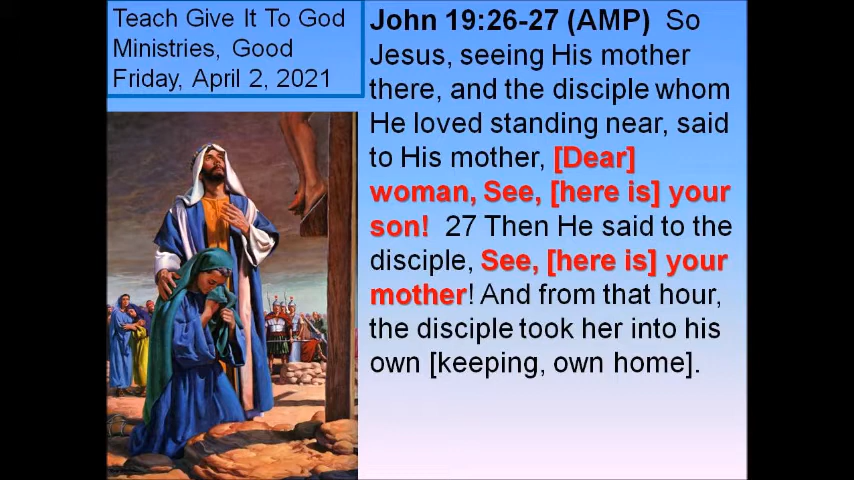 Teach Give It To God
Ministries, Good
Friday, April 2, 2021
John 19:26-27 (AMP) So
Jesus, seeing His mother
there, and the disciple whom
He loved standing near, said
to His mother, [Dear]
woman, See, [here is] your
son! 27 Then He said to the
disciple, See, [here is] your
mother! And from that hour,
the disciple took her into his
own [keeping, own home].